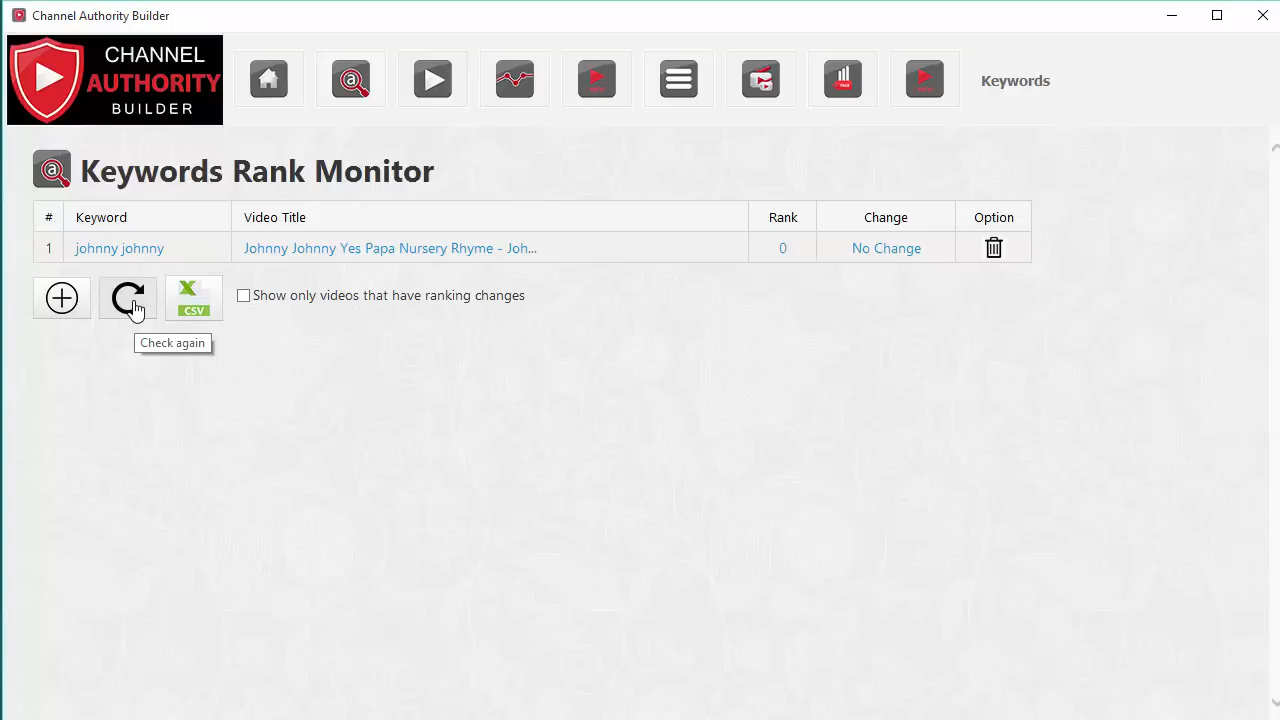 Channel Authority Builder
CHANNEL
AUTHORITY
BUILDER
Keywords
Keywords Rank Monitor
# Keyword Video Title Rank Change Option
1 johnny johnny Johnny Johnny Yes Papa Nursery Rhyme - Joh... 0 No Change
CSV
Show only videos that have ranking changes
Check again